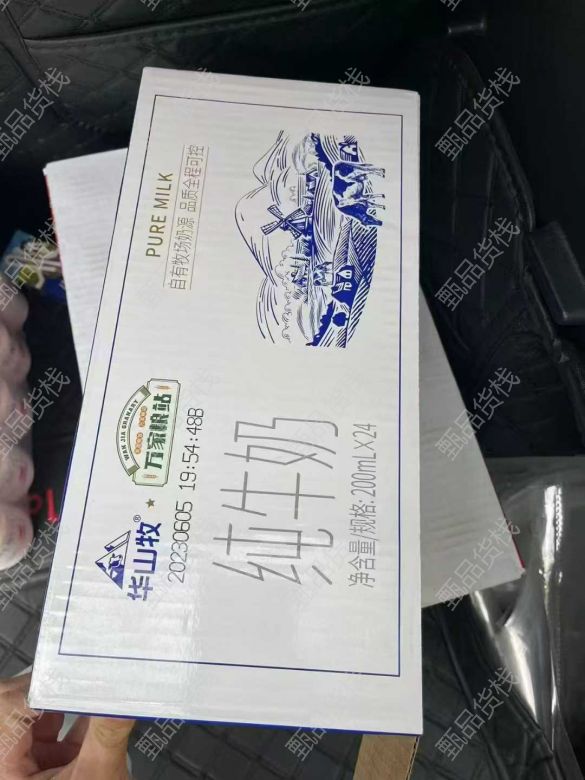 华山牧®
WAN JIA GRANARY
万家粮站
20230605 19:54:48B
纯牛奶
净含量/规格: 200mL×24
PURE MILK
自有牧场奶源 品质全程可控
甄品货栈